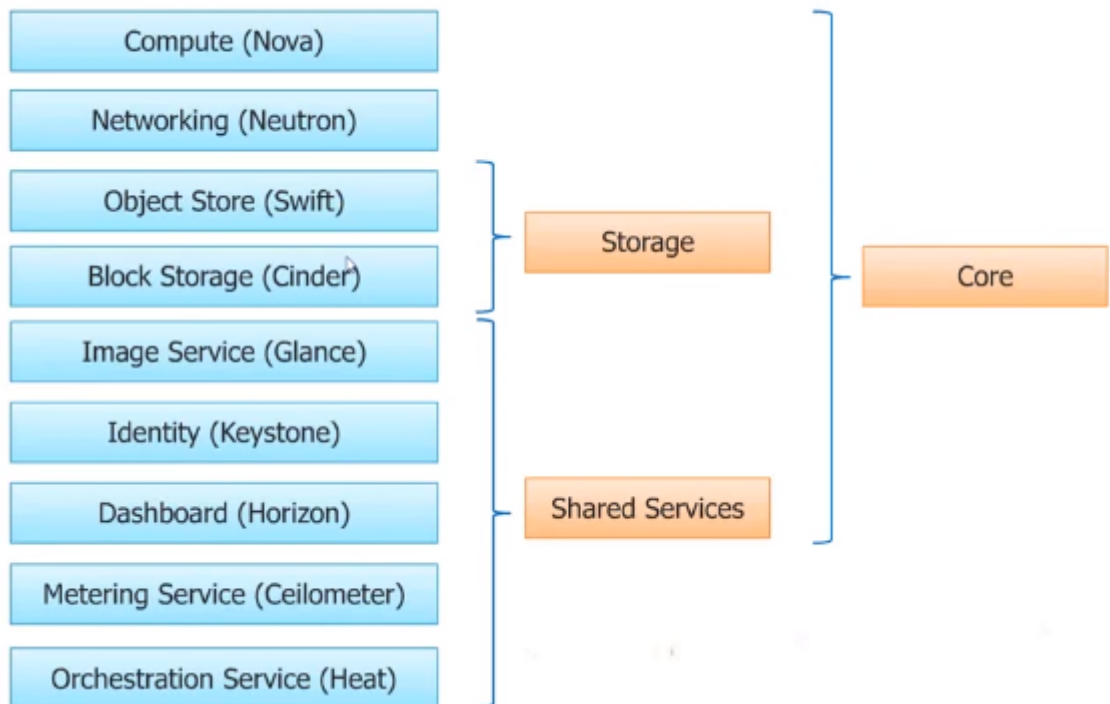 Compute (Nova)
Networking (Neutron)
Object Store (Swift)
Block Storage (Cinder)
Image Service (Glance)
Identity (Keystone)
Dashboard (Horizon)
Metering Service (Ceilometer)
Orchestration Service (Heat)
Storage
Shared Services
Core